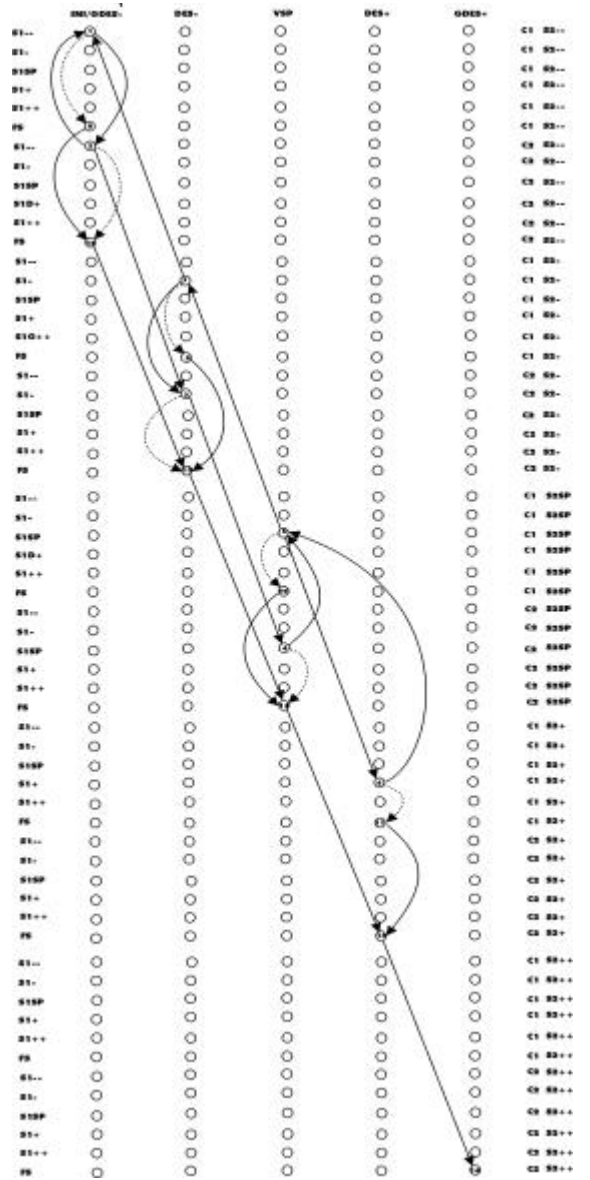 DES- VSP DES+ GDES+
S1-- C1 S2--
S1- C1 S2--
S1SP C1 S2--
S1+ C1 S2--
S1++ C1 S2--
FS C1 S2--
S1-- C2 S2--
S1- C2 S2--
S1SP C2 S2--
S1D+ C2 S2--
S1++ C2 S2--
FS C2 S2--
S1-- C1 S2-
S1- C1 S2-
S1SP C1 S2-
S1+ C1 S2-
S1G++ C1 S2-
FS C1 S2-
S1-- C2 S2-
S1- C2 S2-
S1SP C2 S2-
S1+ C2 S2-
S1++ C2 S2-
FS C2 S2-
S1-- C1 S2SP
S1- C1 S2SP
S1SP C1 S2SP
S1D+ C1 S2SP
S1++ C1 S2SP
FS C1 S2SP
S1-- C2 S2SP
S1- C2 S2SP
S1SP C2 S2SP
S1+ C2 S2SP
S1++ C2 S2SP
FS C2 S2SP
S1-- C1 S2+
S1- C1 S2+
S1SP C1 S2+
S1+ C1 S2+
S1++ C1 S2+
FS C1 S2+
S1-- C2 S2+
S1- C2 S2+
S1SP C2 S2+
S1+ C2 S2+
S1++ C2 S2+
FS C2 S2+
S1-- C1 S2++
S1- C1 S2++
S1SP C1 S2++
S1+ C1 S2++
S1++ C1 S2++
FS C1 S2++
S1-- C2 S2++
S1- C2 S2++
S1SP C2 S2++
S1+ C2 S2++
S1++ C2 S2++
FS C2 S2++